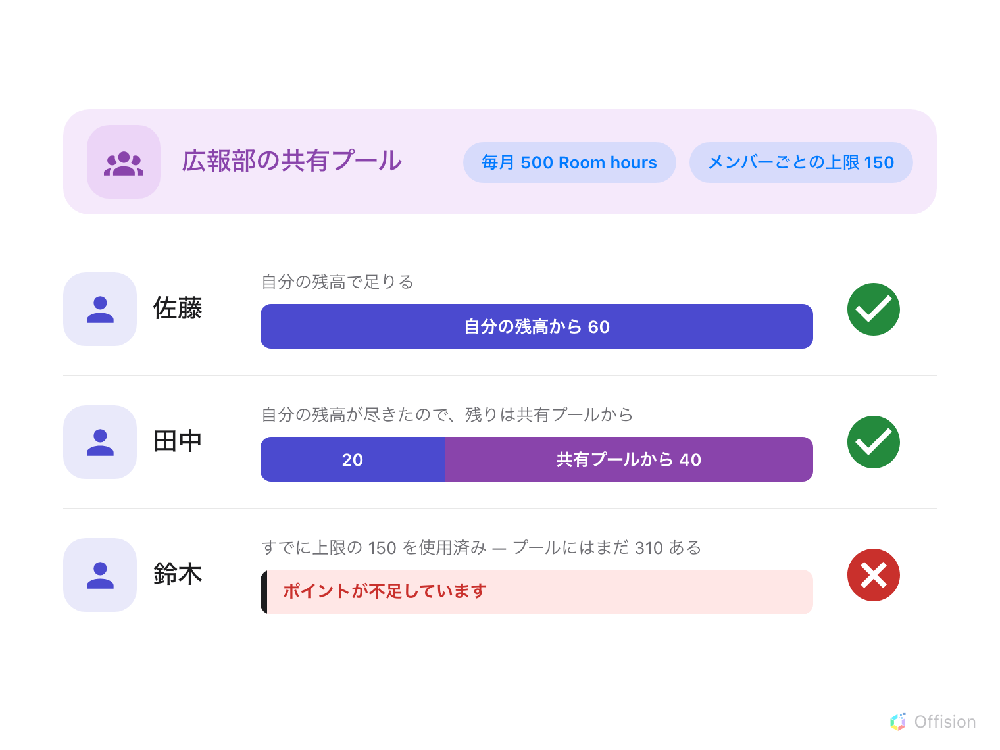 広報部の共有プール
毎月 500 Room hours
メンバーごとの上限 150
佐藤
自分の残高で足りる
自分の残高から 60
田中
自分の残高が尽きたので、残りは共有プールから
20
共有プールから 40
鈴木
すでに上限の 150 を使用済み — プールにはまだ 310 ある
ポイントが不足しています
Offision